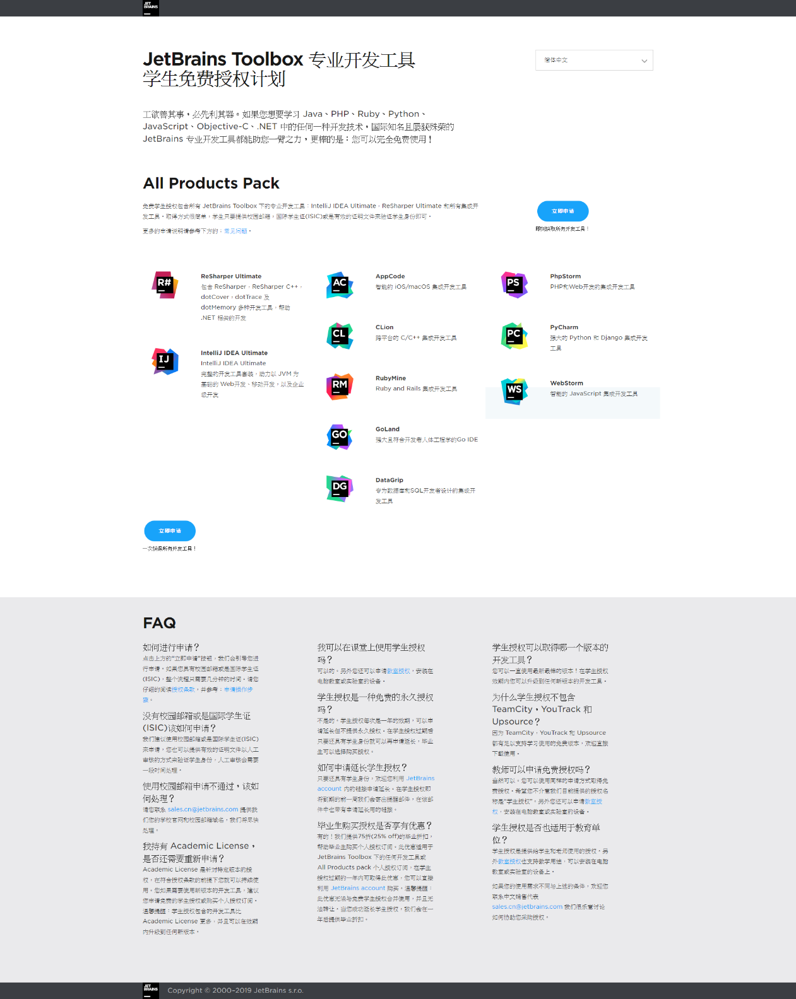 JET
BRAINS
JetBrains Toolbox 专业开发工具
学生免费授权计划
简体中文
工欲善其事，必先利其器。如果您想要学习 Java、PHP、Ruby、Python、
JavaScript、Objective-C、.NET 中的任何一种开发技术，国际知名且屡获殊荣的
JetBrains 专业开发工具都能助您一臂之力，更棒的是：您可以完全免费使用！
All Products Pack
免费学生授权包含所有 JetBrains Toolbox 下的专业开发工具：IntelliJ IDEA Ultimate，ReSharper Ultimate 和所有集成开
发工具。取得方式很简单，学生只要提供校园邮箱，国际学生证(ISIC)或是有效的证明文件来验证学生身份即可。
更多的申请说明请参考下方的：常见问题。
立即申请
即刻获取所有开发工具！
R#
ReSharper Ultimate
包含 ReSharper，ReSharper C++，
dotCover，dotTrace 及
dotMemory 多种开发工具，帮助
.NET 相关的开发
IJ
IntelliJ IDEA Ultimate
IntelliJ IDEA Ultimate
完整的开发工具套装，助力以 JVM 为
基础的 Web开发、移动开发，以及企业
级开发
AC
AppCode
智能的 iOS/macOS 集成开发工具
CL
CLion
跨平台的 C/C++ 集成开发工具
RM
RubyMine
Ruby and Rails 集成开发工具
GO
GoLand
强大且符合开发者人体工程学的Go IDE
DG
DataGrip
专为数据库和SQL开发者设计的集成开
发工具
PS
PhpStorm
PHP和Web开发的集成开发工具
PC
PyCharm
强大的 Python 和 Django 集成开发
工具
WS
WebStorm
智能的 JavaScript 集成开发工具
立即申请
一次获得所有开发工具！
FAQ
如何进行申请？
点击上方的“立即申请”按钮，我们会引导您进
行申请。如果您具有校园邮箱或是国际学生证
(ISIC)，整个流程只需要几分钟的时间。请您
仔细的阅读授权条款，并参考：申请操作步
骤。
没有校园邮箱或是国际学生证
(ISIC)该如何申请？
我们建议使用校园邮箱或是国际学生证(ISIC)
来申请，您也可以提供有效的证明文件以人工
审核的方式来验证学生身份，人工审核会需要
一段时间处理。
使用校园邮箱申请不通过，该如
何处理？
请您联系 sales.cn@jetbrains.com 提供我
们您的学校官网和校园邮箱域名，我们将尽快
处理。
我持有 Academic License，
是否还需要重新申请？
Academic License 是针对特定版本的授
权，在符合授权条款的前提下您就可以持续使
用。您如果需要使用新版本的开发工具，建议
您申请免费的学生授权或购买个人授权订阅。
温馨提醒：学生授权包含的开发工具比
Academic License 更多，并且可以在效期
内升级到任何新版本。
我可以在课堂上使用学生授权
吗？
可以的。另外您还可以申请教室授权，安装在
电脑教室或实验室的设备。
学生授权是一种免费的永久授权
吗？
不是的。学生授权每次是一年的效期，可以申
请延长但不提供永久授权。在学生授权过期后
只要还具有学生身份就可以再申请延长，毕业
生可以选择购买授权。
如何申请延长学生授权？
只要还具有学生身份，欢迎您利用 JetBrains
account 内的链接申请延长。在学生授权即
将到期的前一周我们会寄出提醒邮件，在该邮
件中也带有申请延长用的链接。
毕业生购买授权是否享有优惠？
有的！我们提供75折(25% off)的毕业折扣，
帮助毕业生购买个人授权订阅。此优惠适用于
JetBrains Toolbox 下的任何开发工具或
All Products pack 个人授权订阅，在学生
授权过期的一年内可取得此优惠，您可以直接
利用 JetBrains account 购买。温馨提醒：
此优惠无法与免费学生授权合并使用，并且无
法转让。当您成功延长学生授权，我们会在一
年后提供毕业折扣。
学生授权可以取得哪一个版本的
开发工具？
您可以一直使用最新最棒的版本！在学生授权
效期内您可以升级到任何新版本的开发工具。
为什么学生授权不包含
TeamCity，YouTrack 和
Upsource？
因为 TeamCity，YouTrack 和 Upsource
都有足以支持学习使用的免费版本，欢迎直接
下载使用。
教师可以申请免费授权吗？
当然可以。您可以使用同样的申请方式取得免
费授权。希望您不介意我们目前提供的授权名
称是“学生授权”。另外您还可以申请教室授
权，安装在电脑教室或实验室的设备。
学生授权是否也适用于教育单
位？
学生授权是提供给学生和老师使用的授权。另
外教室授权也支持教学用途，可以安装在电脑
教室或实验室的设备上。
如果您的使用需求不同与上述的条件，欢迎您
联系中文销售代表
sales.cn@jetbrains.com 我们很乐意讨论
如何协助您采购授权。
JET
BRAINS
Copyright © 2000–2019 JetBrains s.r.o.